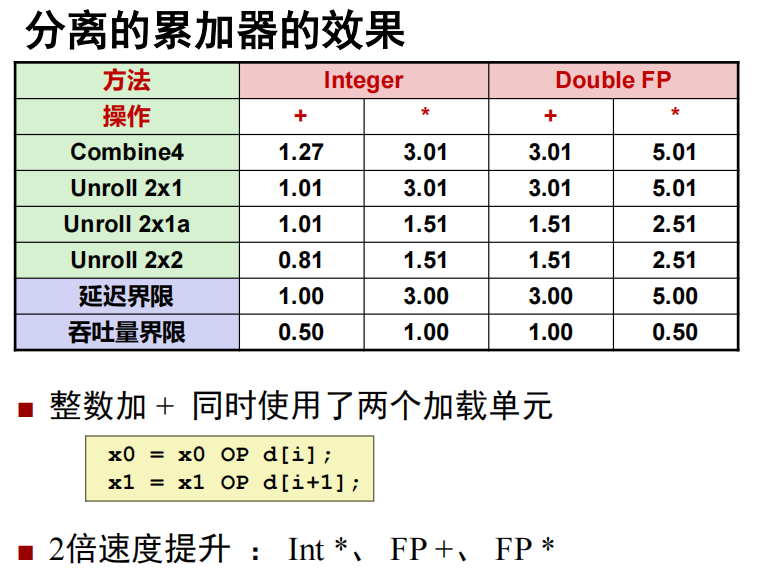 分离的累加器的效果
方法 Integer Double FP
操作 + * + *
Combine4 1.27 3.01 3.01 5.01
Unroll 2x1 1.01 3.01 3.01 5.01
Unroll 2x1a 1.01 1.51 1.51 2.51
Unroll 2x2 0.81 1.51 1.51 2.51
延迟界限 1.00 3.00 3.00 5.00
吞吐量界限 0.50 1.00 1.00 0.50
■ 整数加 + 同时使用了两个加载单元
x0 = x0 OP d[i];
x1 = x1 OP d[i+1];
■ 2倍速度提升 ： Int *、 FP +、 FP *